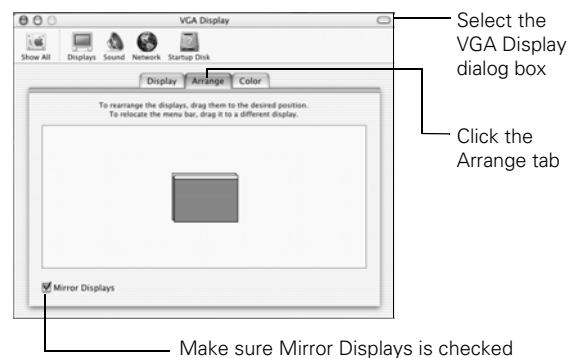 VGA Display
Show All Displays Sound Network Startup Disk
Display Arrange Color
To rearrange the displays, drag them to the desired position.
To relocate the menu bar, drag it to a different display.
Mirror Displays
Select the
VGA Display
dialog box
Click the
Arrange tab
Make sure Mirror Displays is checked